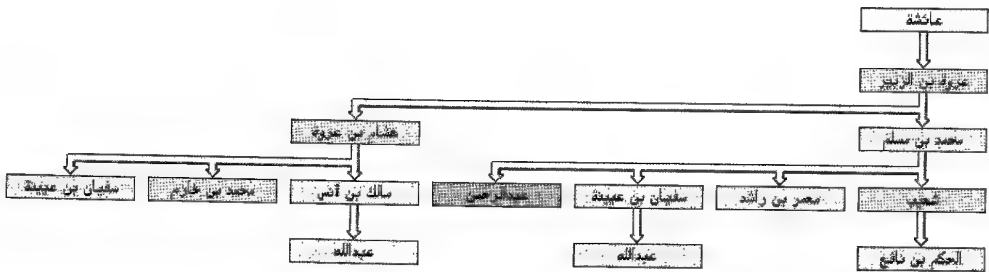 عائشة
عروة بن الزبير
هشام بن عروة
محمد بن مسلم
شعيب
معمر بن راشد
سفيان بن عيينة
عبدالرحمن
مالك بن أنس
محمد بن خازم
سفيان بن عيينة
الحكم بن نافع
عبدالله
عبدالله